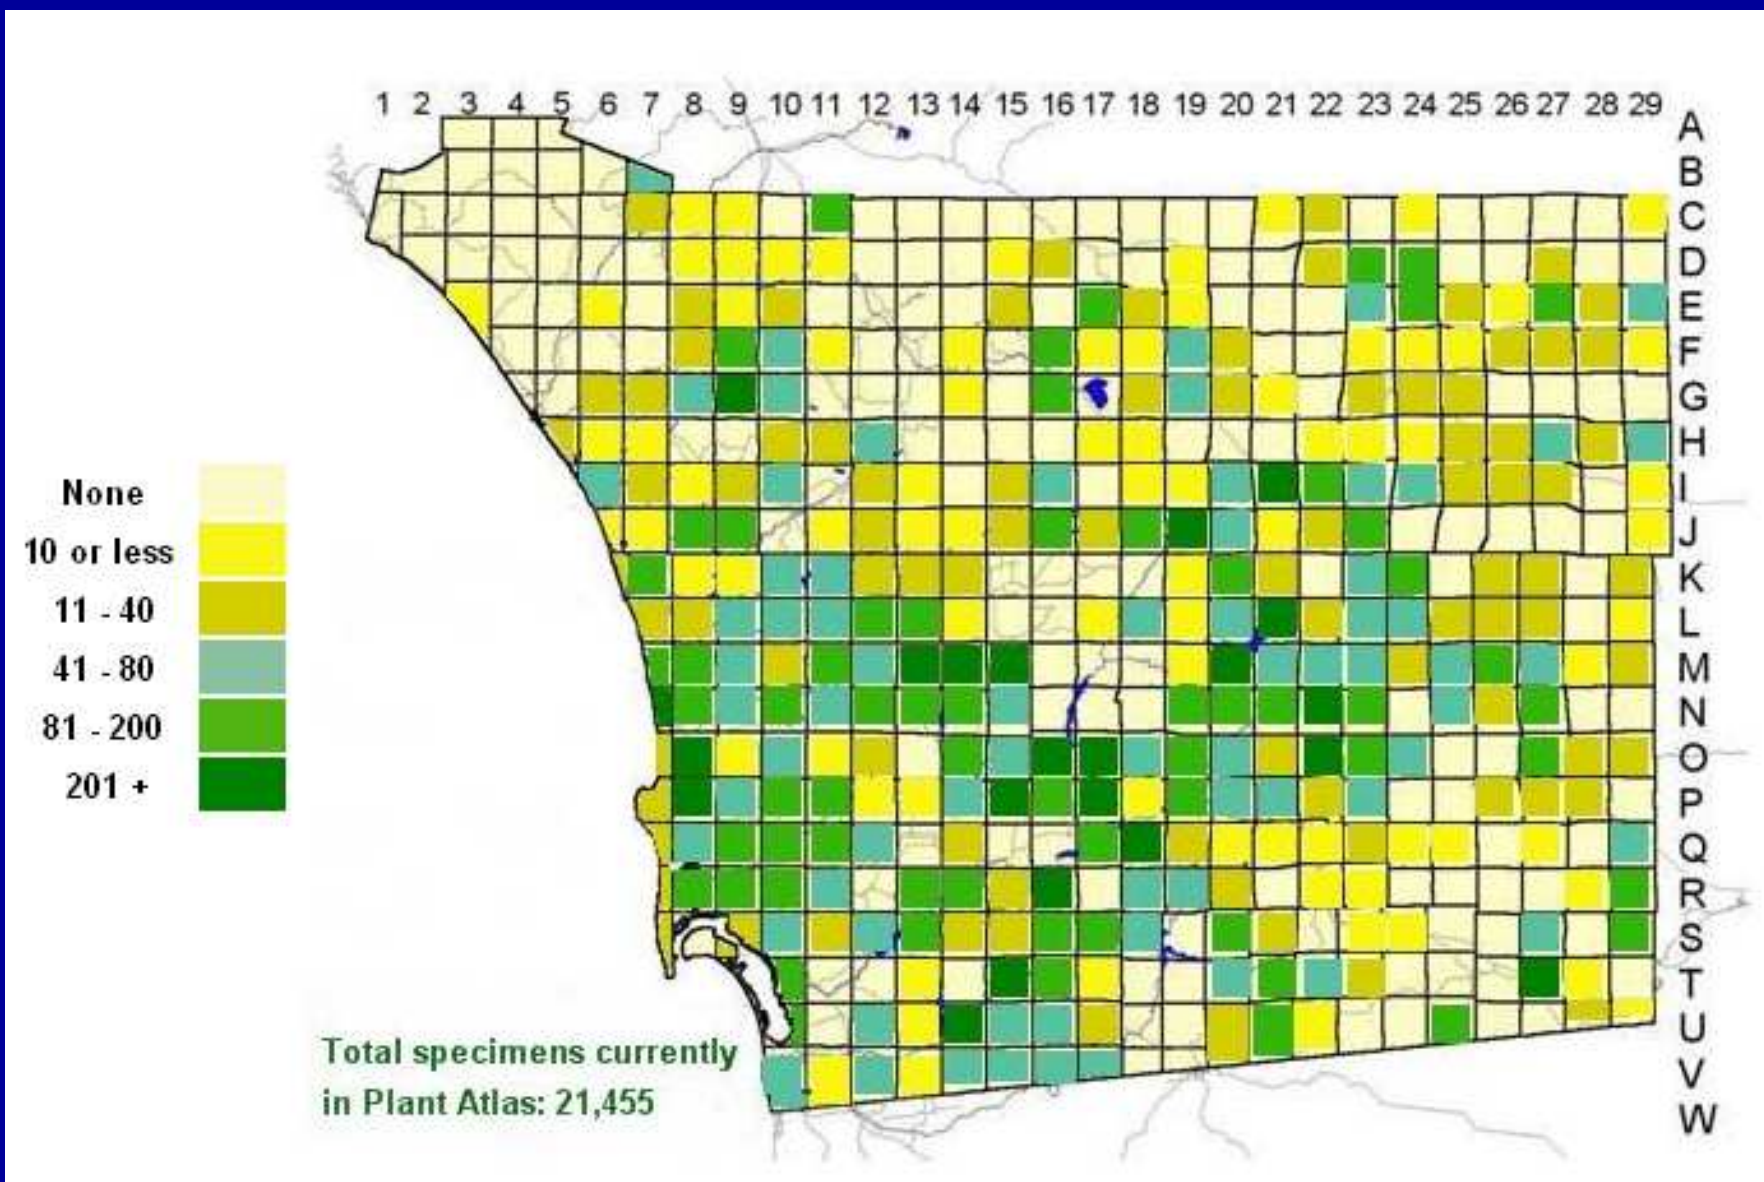 1 2 3 4 5 6 7 8 9 10 11 12 13 14 15 16 17 18 19 20 21 22 23 24 25 26 27 28 29
A
B
C
D
E
F
G
H
I
J
K
L
M
N
O
P
Q
R
S
T
U
V
W
None
10 or less
11 - 40
41 - 80
81 - 200
201 +
Total specimens currently
in Plant Atlas: 21,455